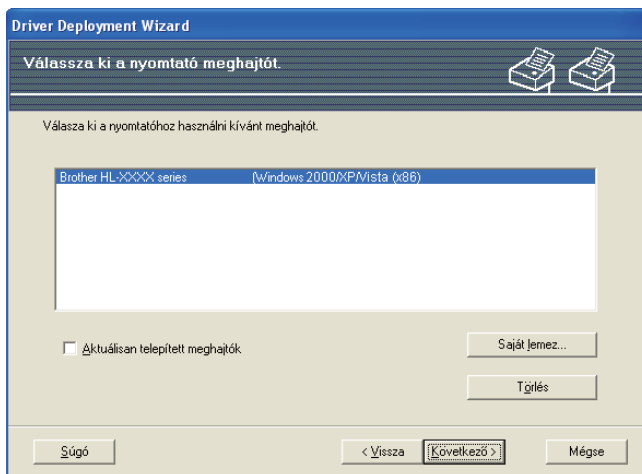 Driver Deployment Wizard
Válassza ki a nyomtató meghajtót.
Válasza ki a nyomtatóhoz használni kívánt meghajtót.
Brother HL-XXXX series (Windows 2000/XP/Vista (x86)
Aktuálisan telepített meghajtók
Saját lemez...
Törlés
Súgó
< Vissza
Következő >
Mégse